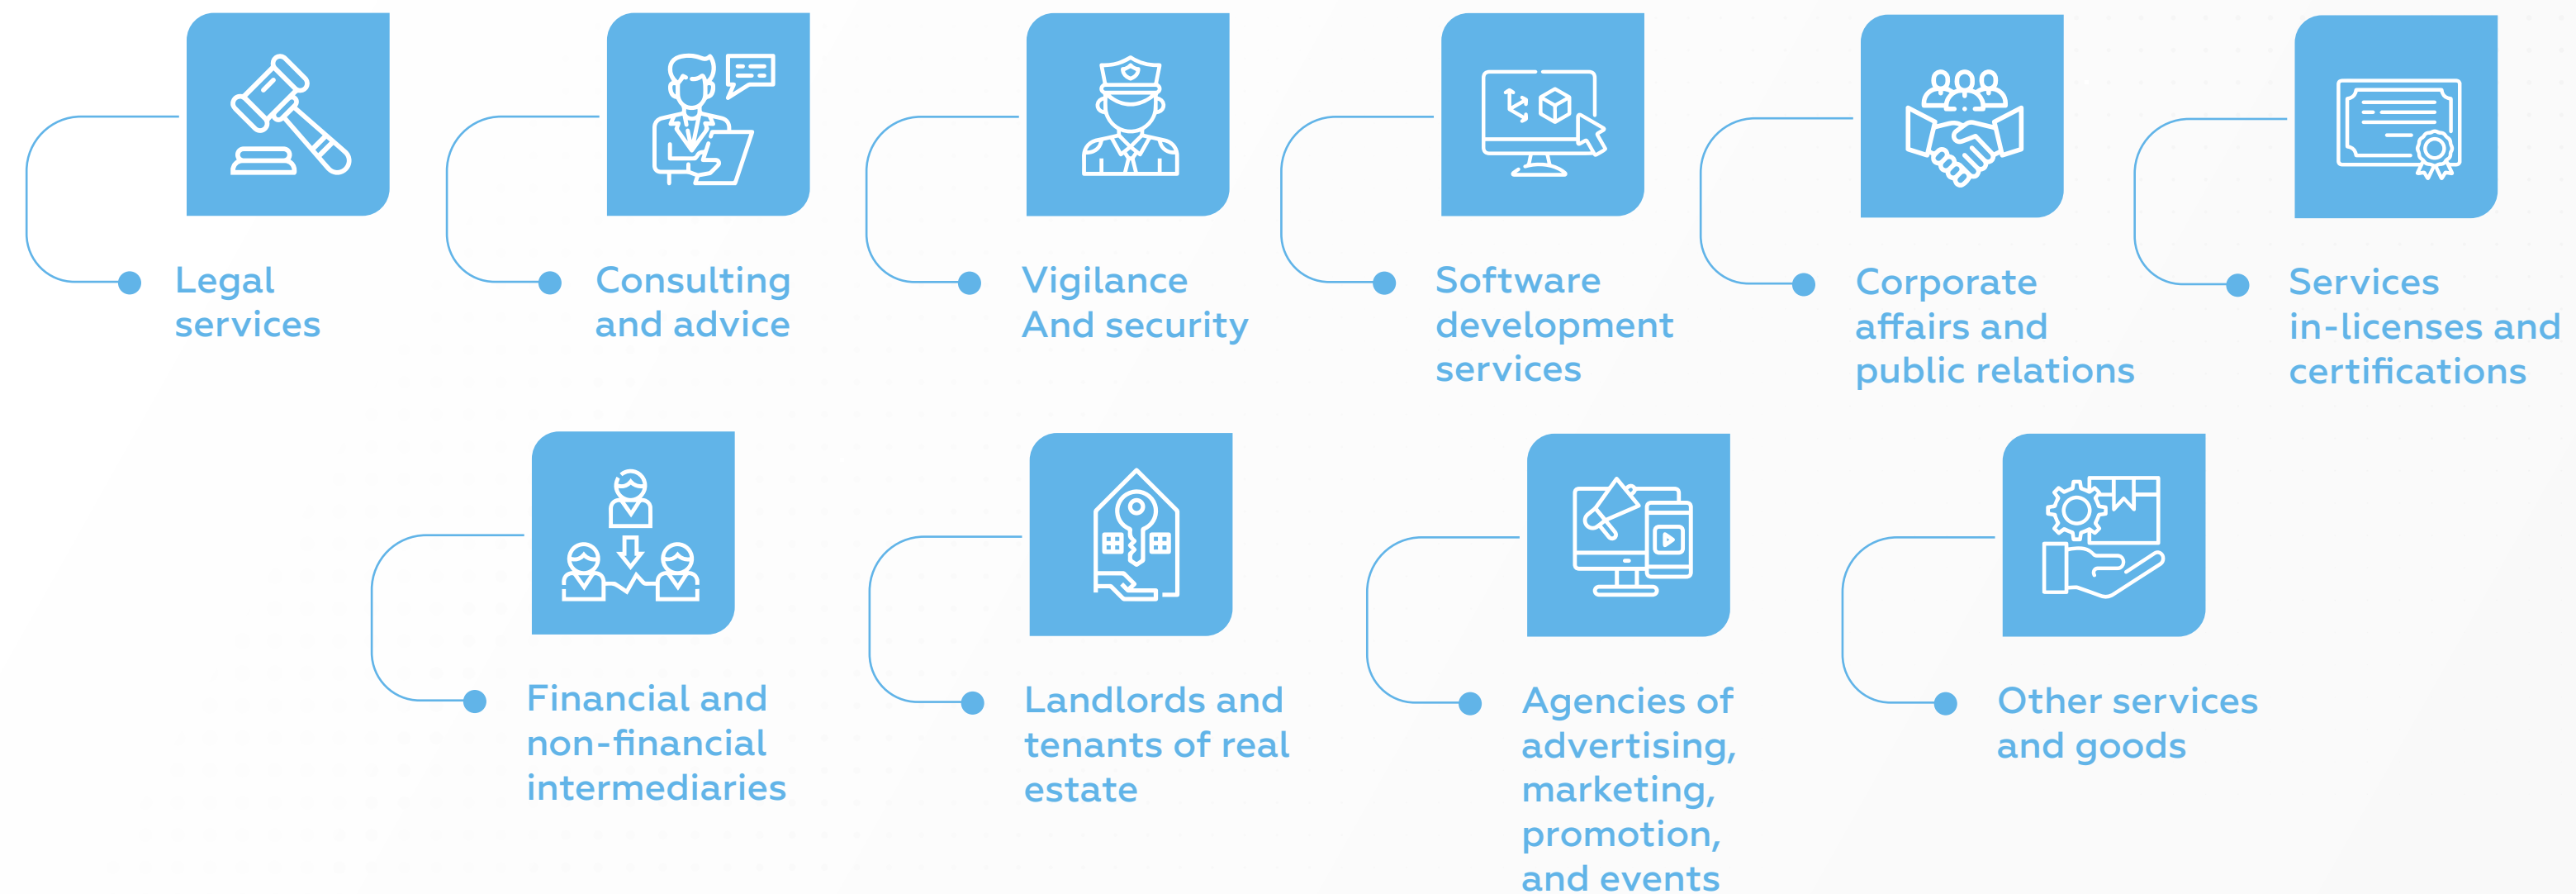 Legal
services
Consulting
and advice
Vigilance
And security
Software
development
services
Corporate
affairs and
public relations
Services
in-licenses and
certifications
Financial and
non-financial
intermediaries
Landlords and
tenants of real
estate
Agencies of
advertising,
marketing,
promotion,
and events
Other services
and goods